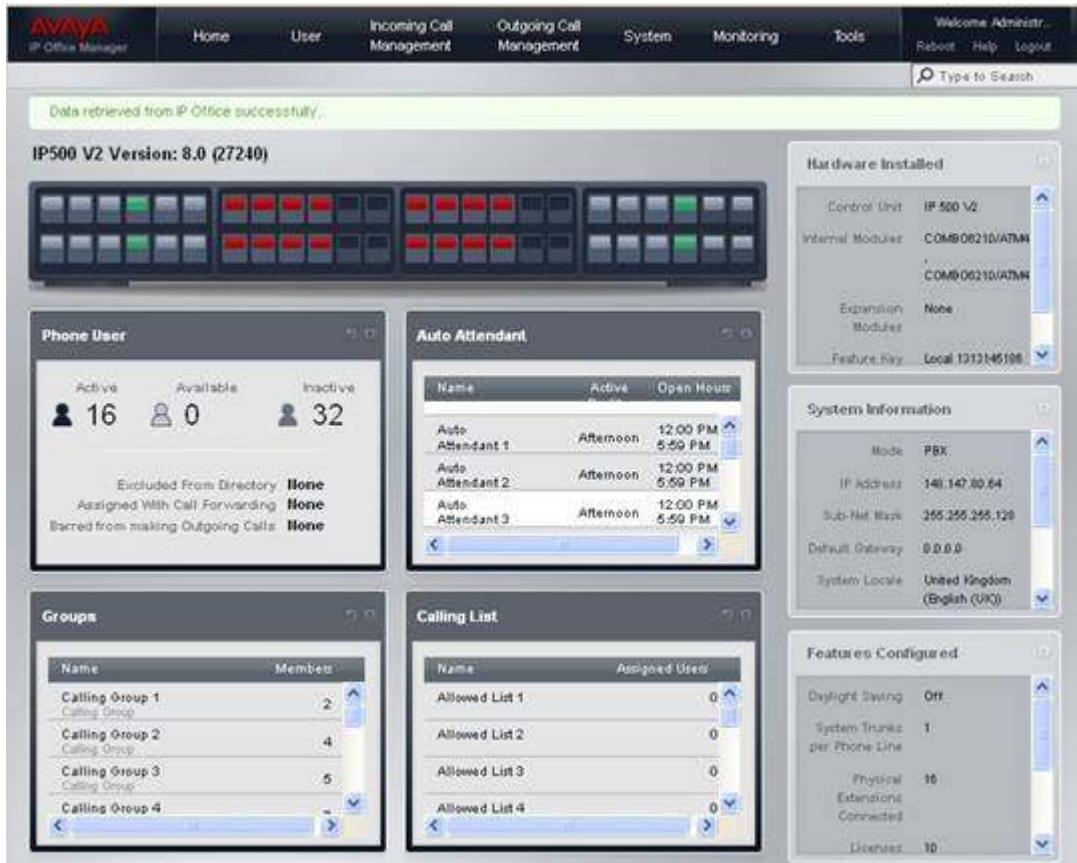 AVAYA
IP Office Manager
Home
User
Incoming Call
Management
Outgoing Call
Management
System
Monitoring
Tools
Welcome Administr...
Reboot Help Logout
Type to Search
Data retrieved from IP Office successfully.
IP500 V2 Version: 8.0 (27240)
Hardware Installed
Control Unit IP 500 V2
Internal Modules COMBO6210/ATM4
,
COMBO6210/ATM4
Expansion None
Modules
Feature Key Local 1313146186
Phone User
Active Available Inactive
16 0 32
Excluded From Directory None
Assigned With Call Forwarding None
Barred from making Outgoing Calls None
Auto Attendant
Name Active Open Hours
Auto
Attendant 1 Afternoon 12:00 PM
5:59 PM
Auto
Attendant 2 Afternoon 12:00 PM
5:59 PM
Auto
Attendant 3 Afternoon 12:00 PM
5:59 PM
System Information
Mode PBX
IP Address 148.147.80.64
Sub-Net Mask 255.255.255.128
Default Gateway 0.0.0.0
System Locale United Kingdom
(English (UK))
Groups
Name Members
Calling Group 1 2
Calling Group
Calling Group 2 4
Calling Group
Calling Group 3 5
Calling Group
Calling Group 4
Calling List
Name Assigned Users
Allowed List 1 0
Allowed List 2 0
Allowed List 3 0
Allowed List 4 0
Features Configured
Daylight Saving Off
System Trunks 1
per Phone Line
Physical 16
Extensions
Connected
Licenses 10